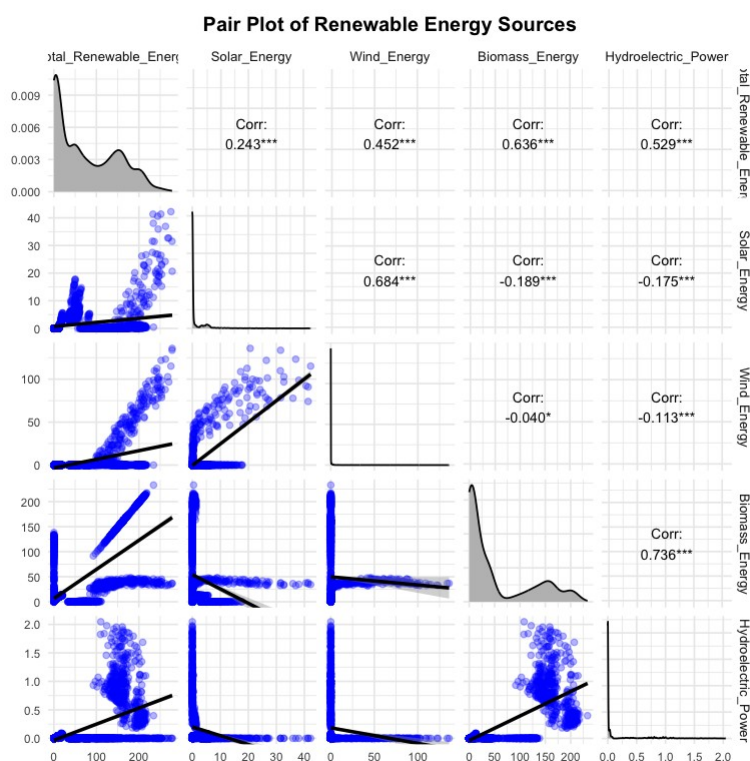 Pair Plot of Renewable Energy Sources
otal_Renewable_Energ Solar_Energy Wind_Energy Biomass_Energy Hydroelectric_Power
0.009
0.006
0.003
0.000
Corr:
0.243***
Corr:
0.452***
Corr:
0.636***
Corr:
0.529***
otal_Renewable_Ener
40
30
20
10
0
Corr:
0.684***
Corr:
-0.189***
Corr:
-0.175***
Solar_Energy
100
50
0
Corr:
-0.040*
Corr:
-0.113***
Wind_Energy
200
150
100
50
0
Corr:
0.736***
Biomass_Energy
2.0
1.5
1.0
0.5
0.0
Hydroelectric_Power
0 100 200 0 10 20 30 40 0 50 100 0 50 100 150 200 0.0 0.5 1.0 1.5 2.0